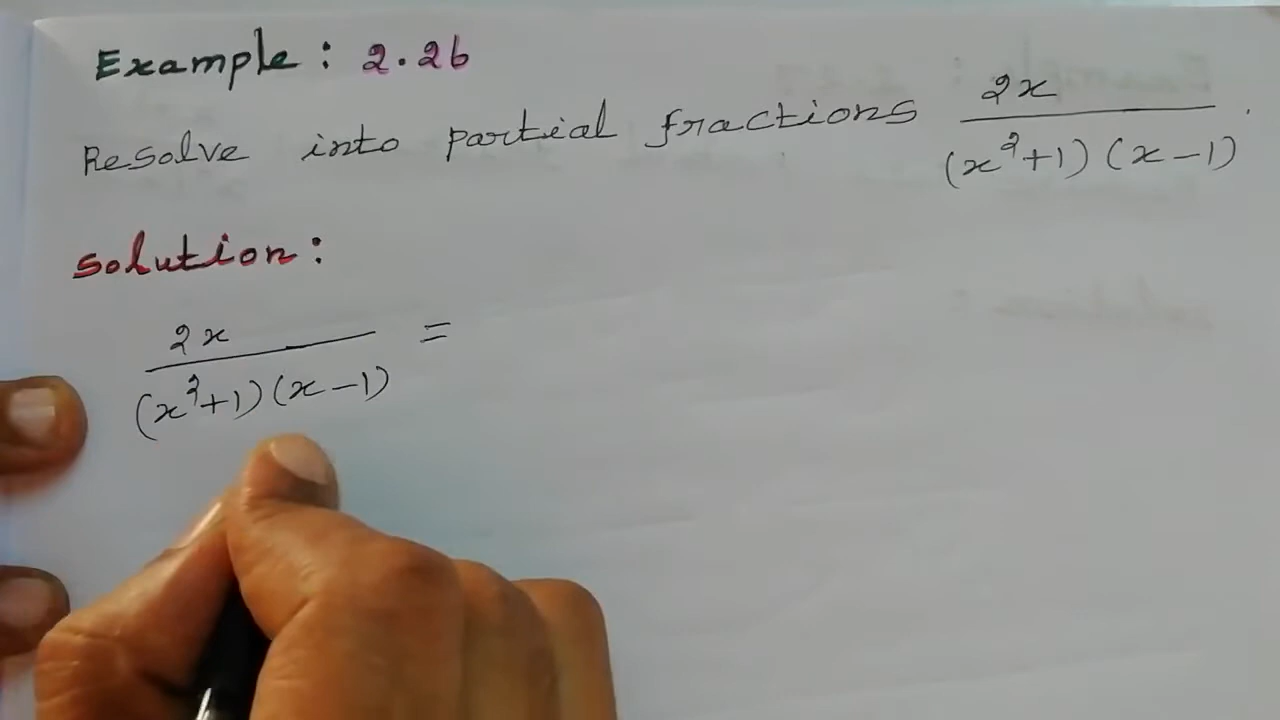 Example: 2.26
Resolve into partial fractions 2x / (x²+1)(x-1).
Solution:
2x / (x²+1)(x-1) =